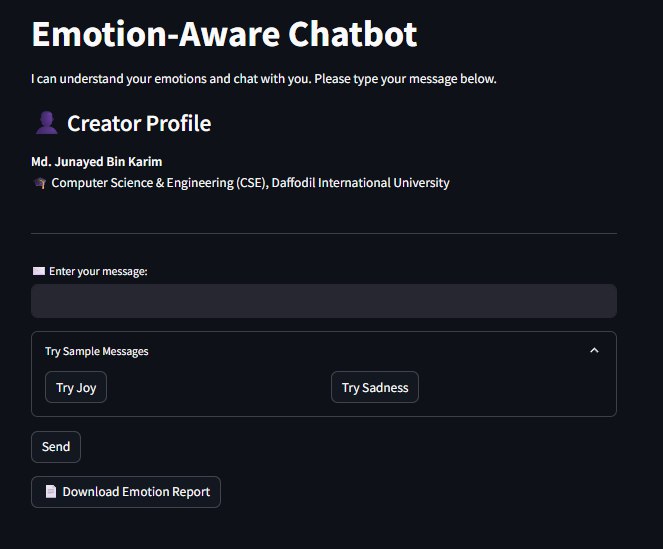 Emotion-Aware Chatbot
I can understand your emotions and chat with you. Please type your message below.
Creator Profile
Md. Junayed Bin Karim
Computer Science & Engineering (CSE), Daffodil International University
Enter your message:
Try Sample Messages
Try Joy
Try Sadness
Send
Download Emotion Report